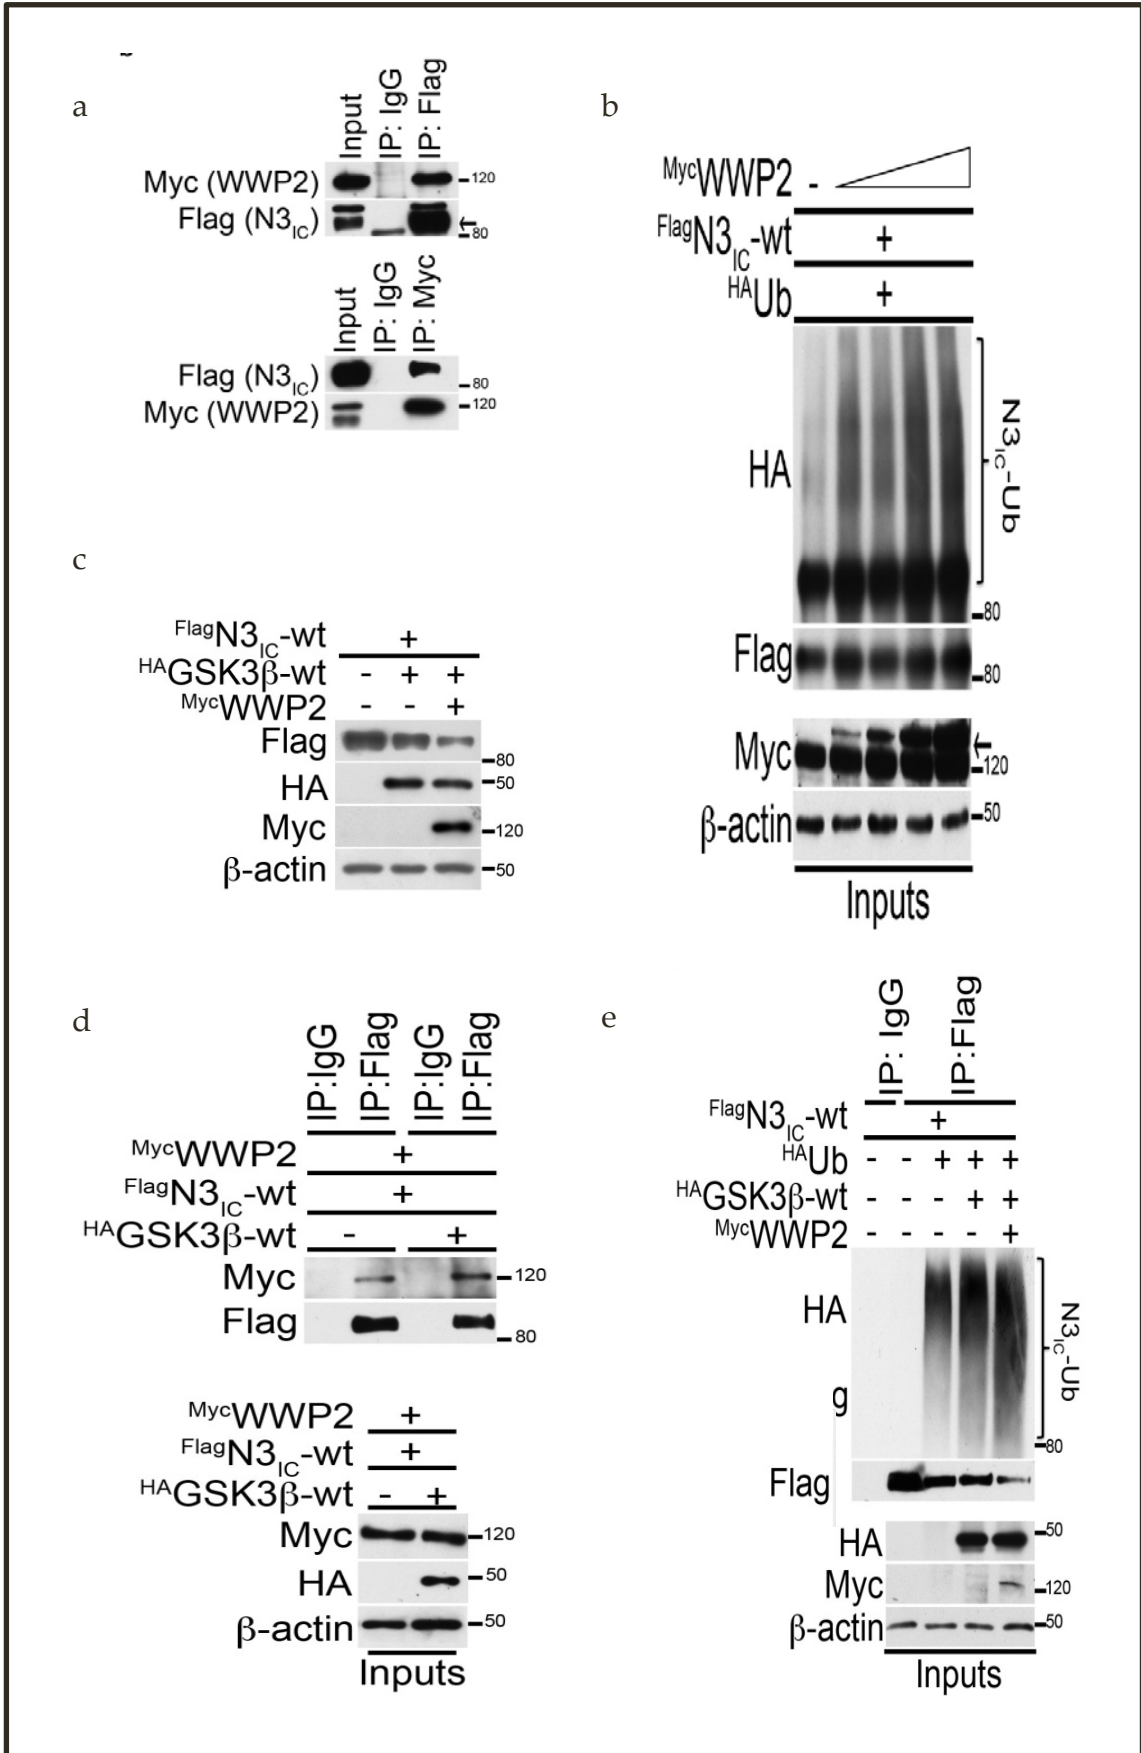 a
Input
IP: IgG
IP: Flag
Myc (WWP2)
120
Flag (N3IC)
80
Input
IP: IgG
IP: Myc
Flag (N3IC)
80
Myc (WWP2)
120
b
MycWWP2 -
FlagN3IC-wt +
HAUb +
HA
N3IC-Ub
80
Flag
80
Myc
120
β-actin
50
Inputs
c
FlagN3IC-wt +
HAGSK3β-wt - + +
MycWWP2 - - +
Flag
80
HA
50
Myc
120
β-actin
50
d
IP:IgG
IP:Flag
IP:IgG
IP:Flag
MycWWP2 +
FlagN3IC-wt +
HAGSK3β-wt - +
Myc
120
Flag
80
MycWWP2 +
FlagN3IC-wt +
HAGSK3β-wt - +
Myc
120
HA
50
β-actin
50
Inputs
e
IP: IgG
IP:Flag
FlagN3IC-wt +
HAUb - - + + +
HAGSK3β-wt - - - + +
MycWWP2 - - - - +
HA
N3IC-Ub
g
80
Flag
HA
50
Myc
120
β-actin
50
Inputs